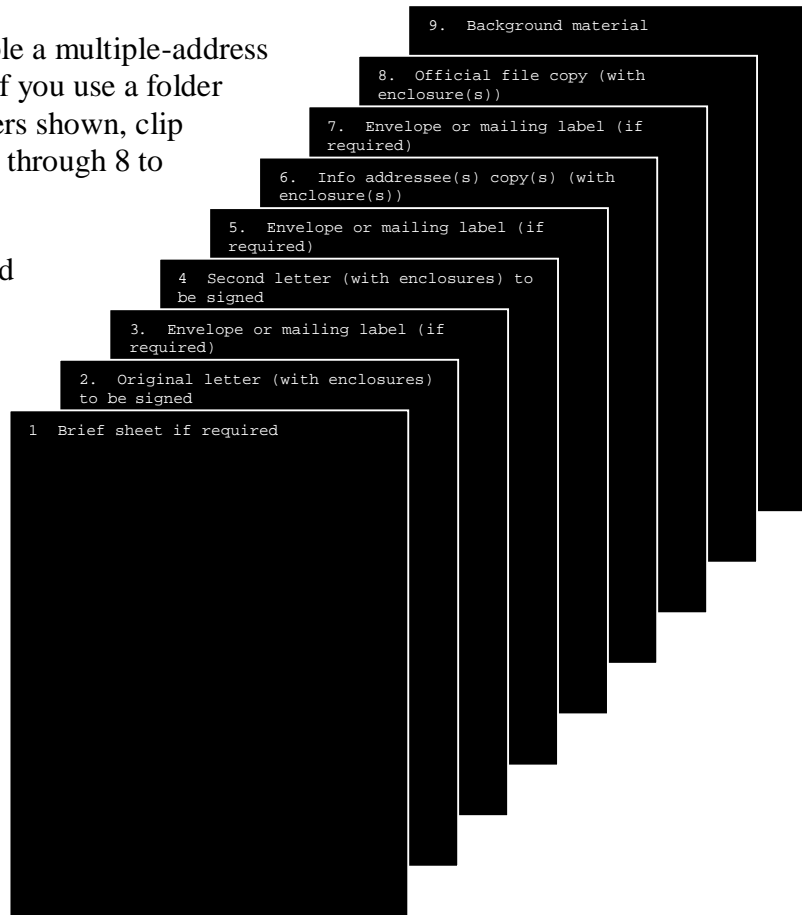 le a multiple-address
f you use a folder
ers shown, clip
through 8 to
d
9. Background material
8. Official file copy (with
enclosure(s))
7. Envelope or mailing label (if
required)
6. Info addressee(s) copy(s) (with
enclosure(s))
5. Envelope or mailing label (if
required)
4 Second letter (with enclosures) to
be signed
3. Envelope or mailing label (if
required)
2. Original letter (with enclosures)
to be signed
1 Brief sheet if required